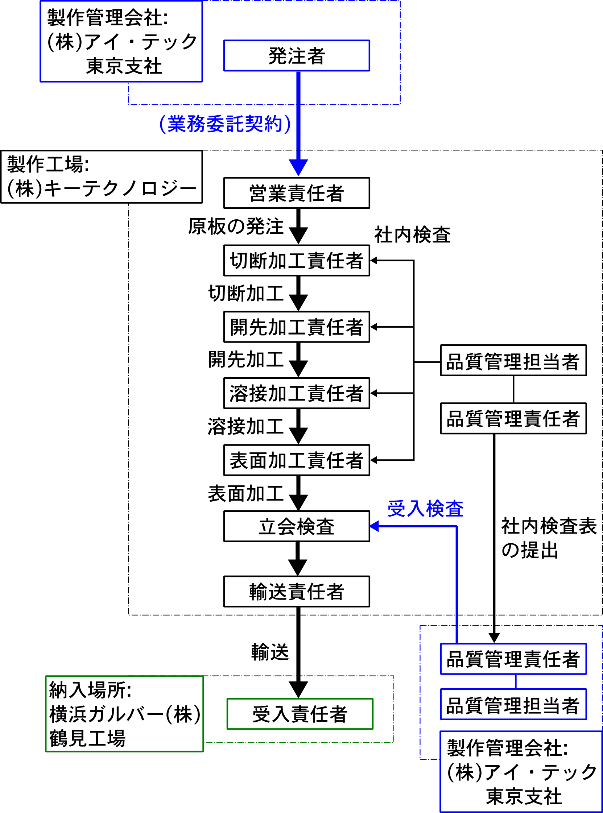 製作管理会社:
(株)アイ・テック
東京支社
発注者
(業務委託契約)
製作工場:
(株)キーテクノロジー
営業責任者
原板の発注
社内検査
切断加工責任者
切断加工
開先加工責任者
開先加工
品質管理担当者
溶接加工責任者
品質管理責任者
溶接加工
表面加工責任者
表面加工
受入検査
立会検査
社内検査表
の提出
輸送責任者
輸送
品質管理責任者
品質管理担当者
納入場所:
横浜ガルバー(株)
鶴見工場
受入責任者
製作管理会社:
(株)アイ・テック
東京支社